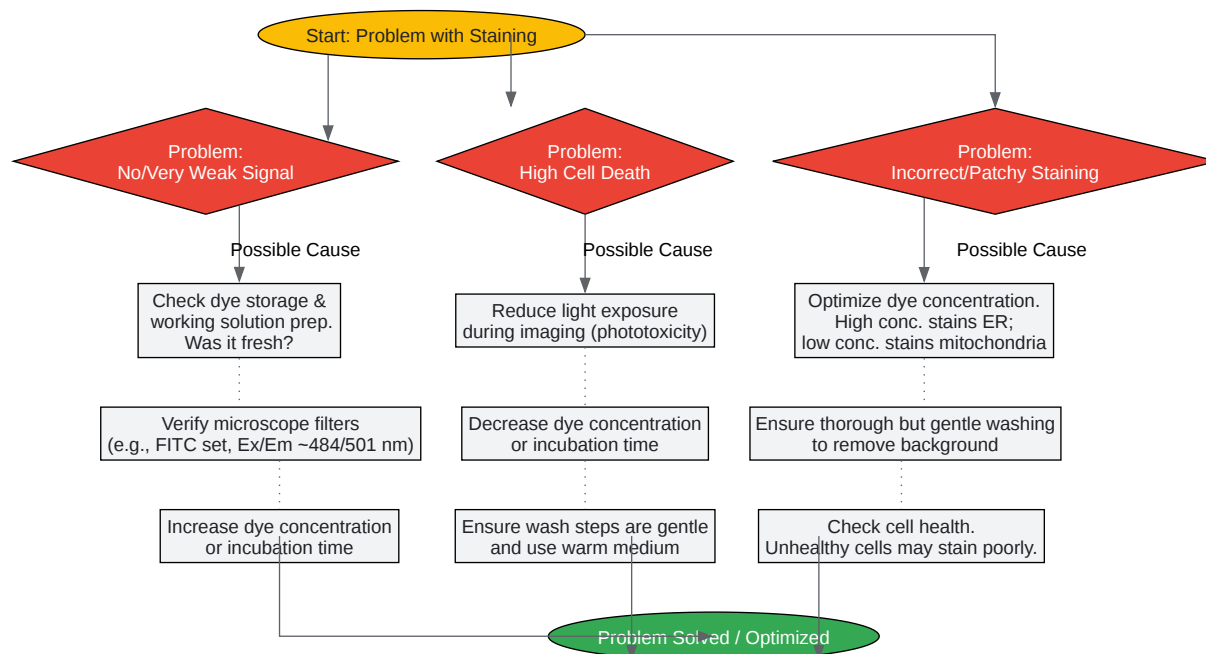 Start: Problem with Staining
Problem:
No/Very Weak Signal
Problem:
High Cell Death
Problem:
Incorrect/Patchy Staining
Possible Cause
Possible Cause
Possible Cause
Check dye storage &
working solution prep.
Was it fresh?
Reduce light exposure
during imaging (phototoxicity)
Optimize dye concentration.
High conc. stains ER;
low conc. stains mitochondria
Verify microscope filters
(e.g., FITC set, Ex/Em ~484/501 nm)
Decrease dye concentration
or incubation time
Ensure thorough but gentle washing
to remove background
Increase dye concentration
or incubation time
Ensure wash steps are gentle
and use warm medium
Check cell health.
Unhealthy cells may stain poorly.
Problem Solved / Optimized